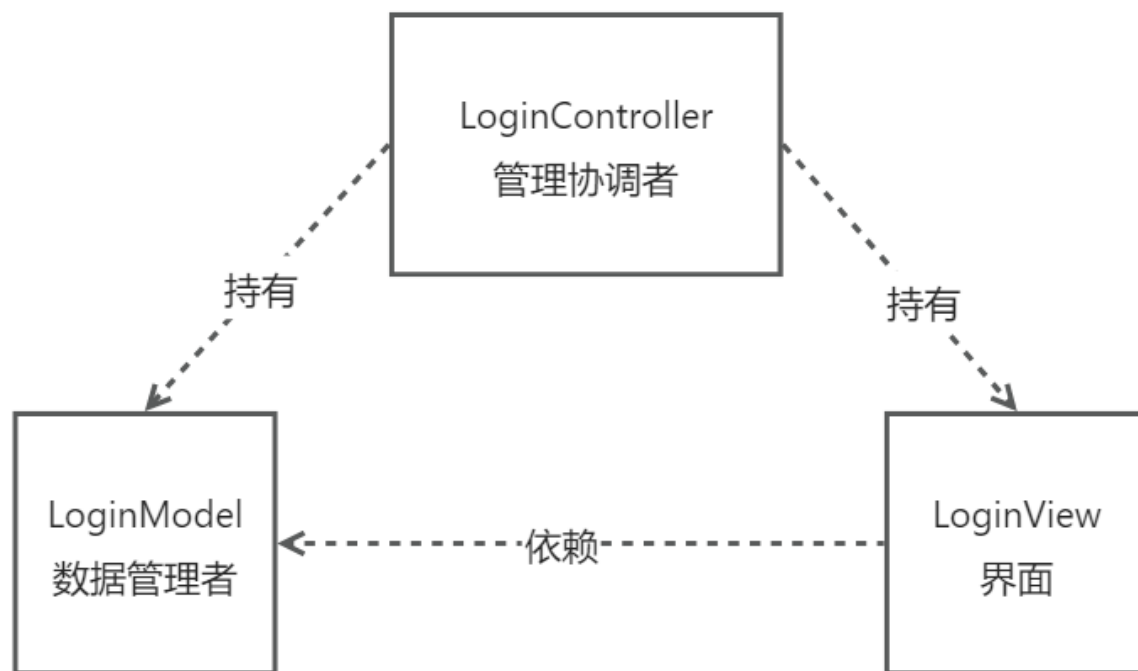 LoginController
管理协调者
持有
持有
LoginModel
数据管理者
依赖
LoginView
界面